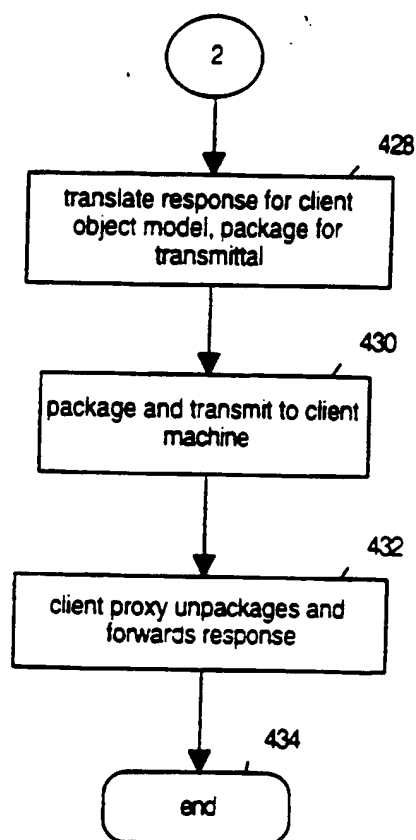 2
428
translate response for client
object model, package for
transmittal
430
package and transmit to client
machine
432
client proxy unpackages and
forwards response
434
end